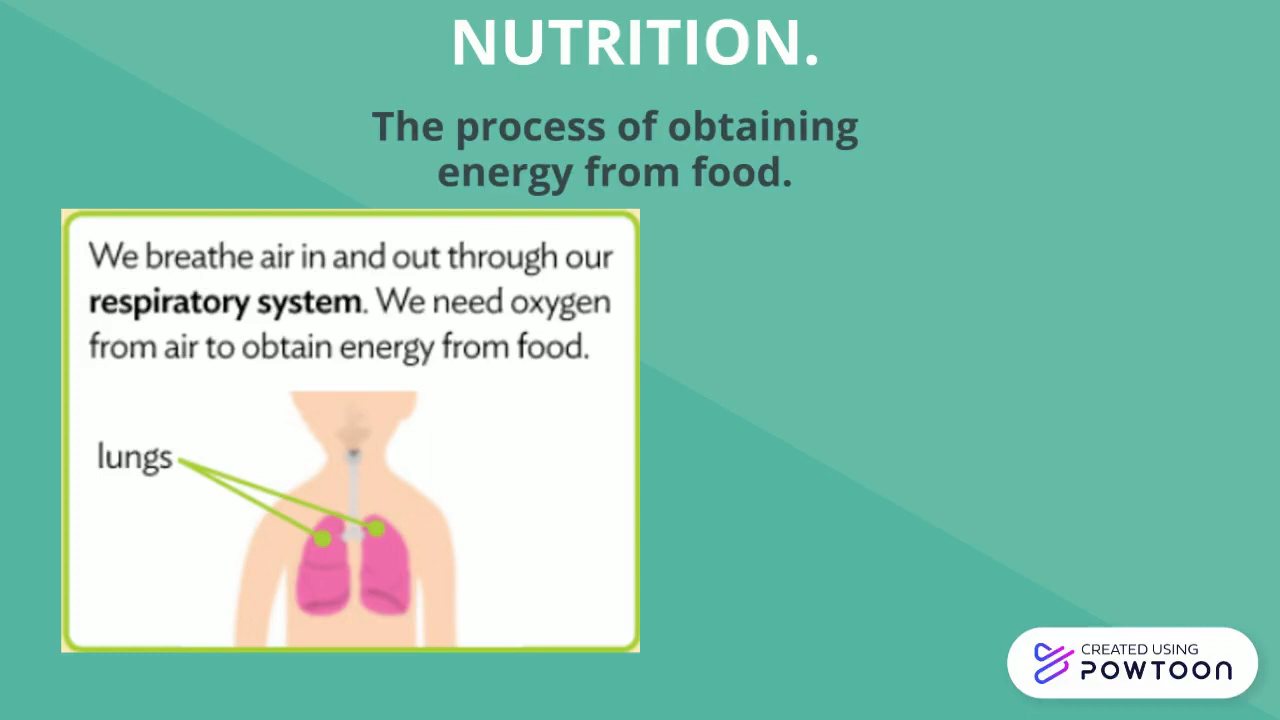 NUTRITION.
The process of obtaining
energy from food.
We breathe air in and out through our
respiratory system. We need oxygen
from air to obtain energy from food.
lungs
CREATED USING
POWTOON